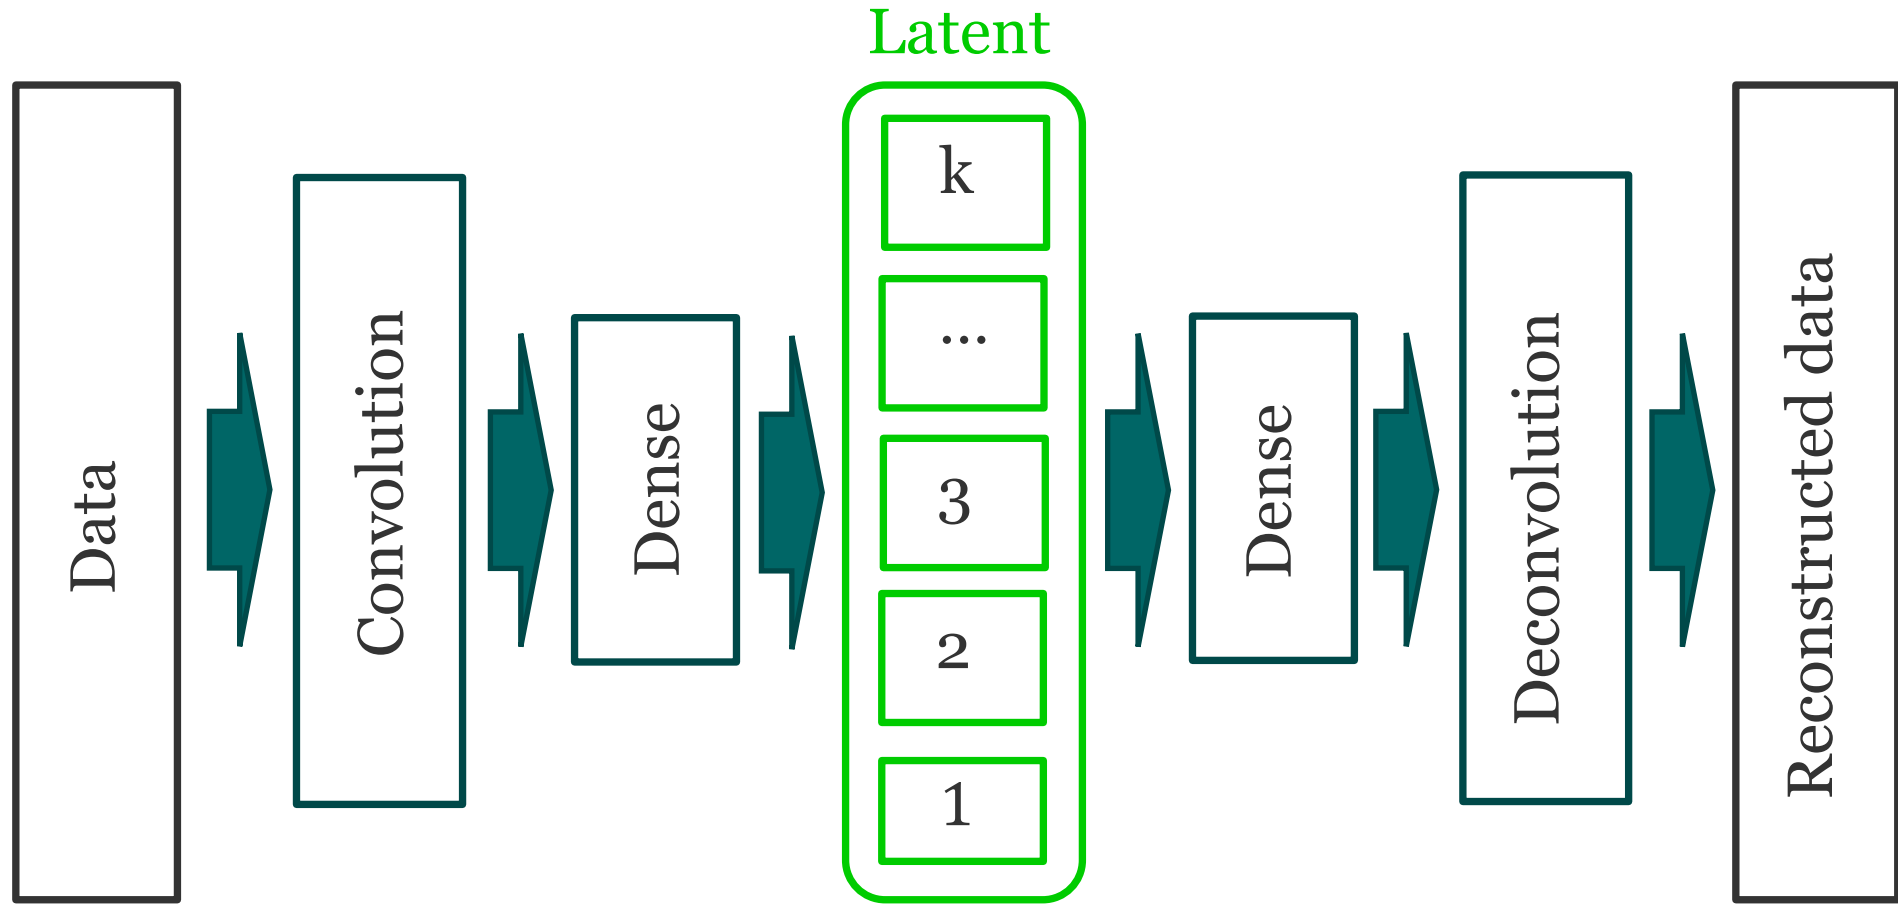 Latent
Data
Convolution
Dense
k
...
3
2
1
Dense
Deconvolution
Reconstructed data